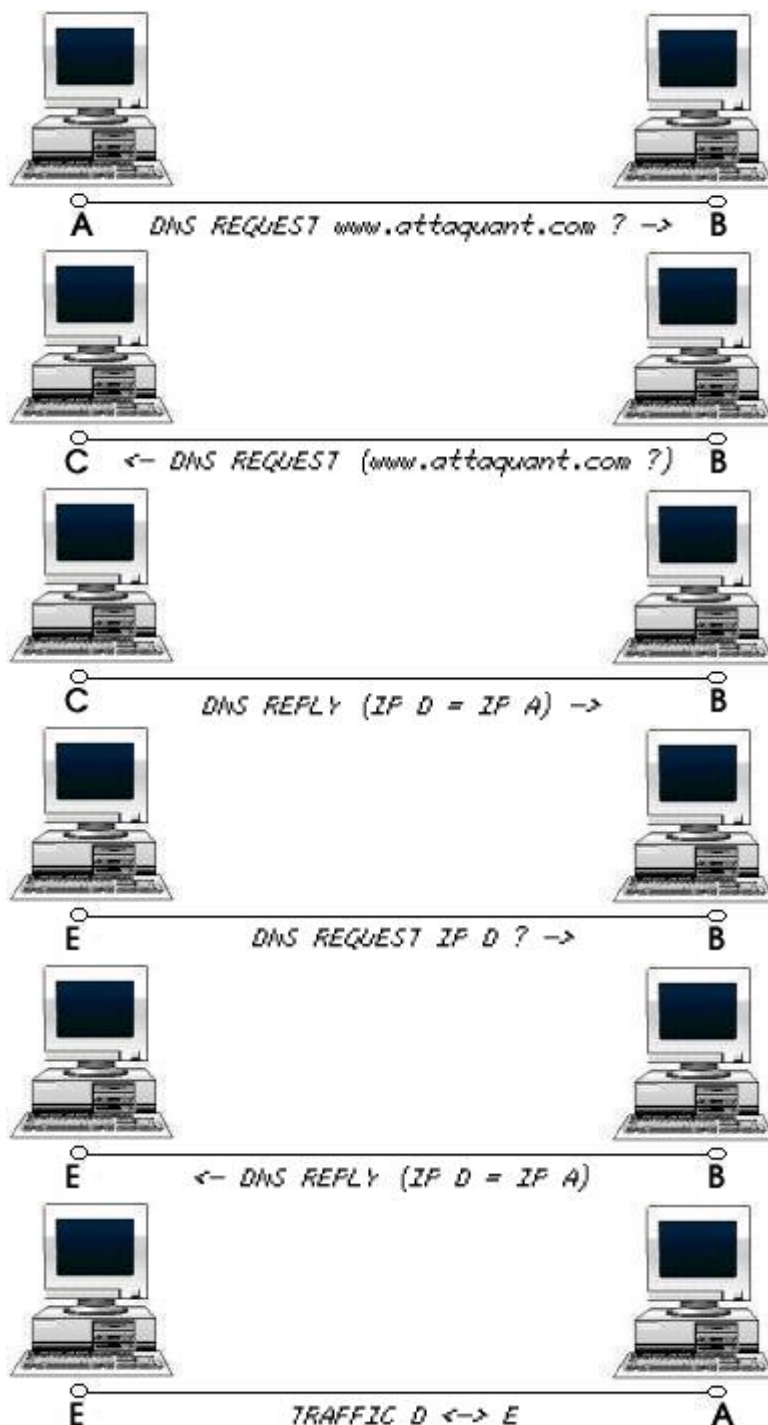 A DNS REQUEST www.attaquant.com ? -> B
C <- DNS REQUEST (www.attaquant.com ?) B
C DNS REPLY (IP D = IP A) -> B
E DNS REQUEST IP D ? -> B
E <- DNS REPLY (IP D = IP A) B
E TRAFFIC D <-> E A